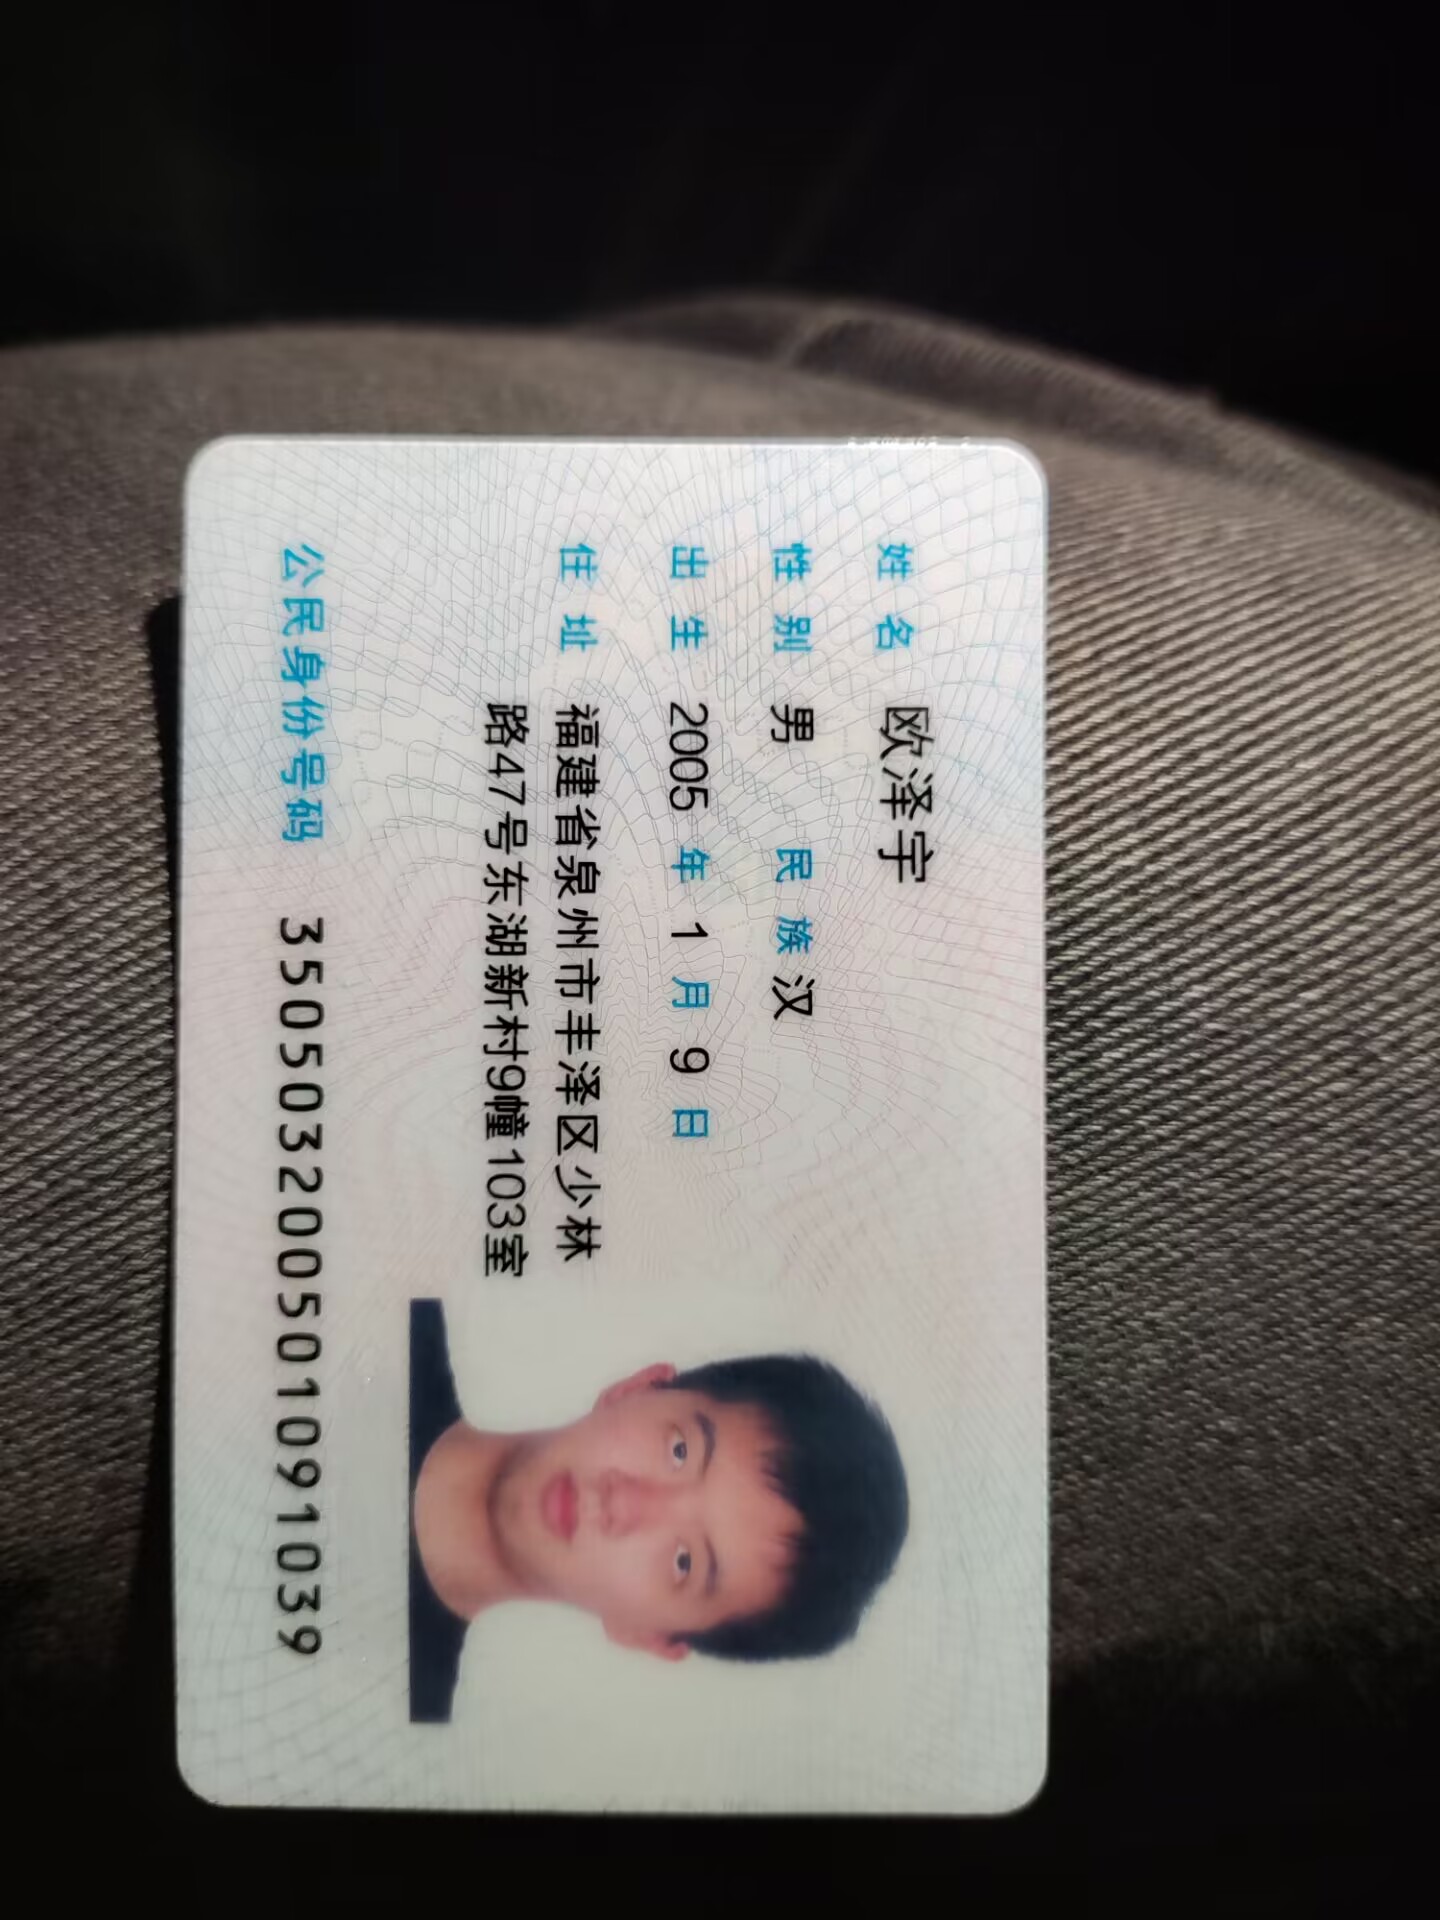 姓名 欧泽宇
性别 男 民族 汉
出生 2005 年 1 月 9 日
住址 福建省泉州市丰泽区少林
路47号东湖新村9幢103室
公民身份号码 350503200501091039